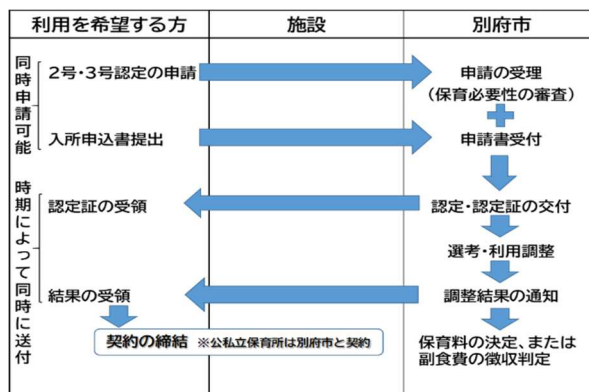 利用を希望する方
施設
別府市
同時申請可能
2号・3号認定の申請
申請の受理
（保育必要性の審査）
入所申込書提出
申請書受付
時期によって同時に送付
認定証の受領
認定・認定証の交付
選考・利用調整
結果の受領
調整結果の通知
契約の締結 ※公私立保育所は別府市と契約
保育料の決定、または
副食費の徴収判定